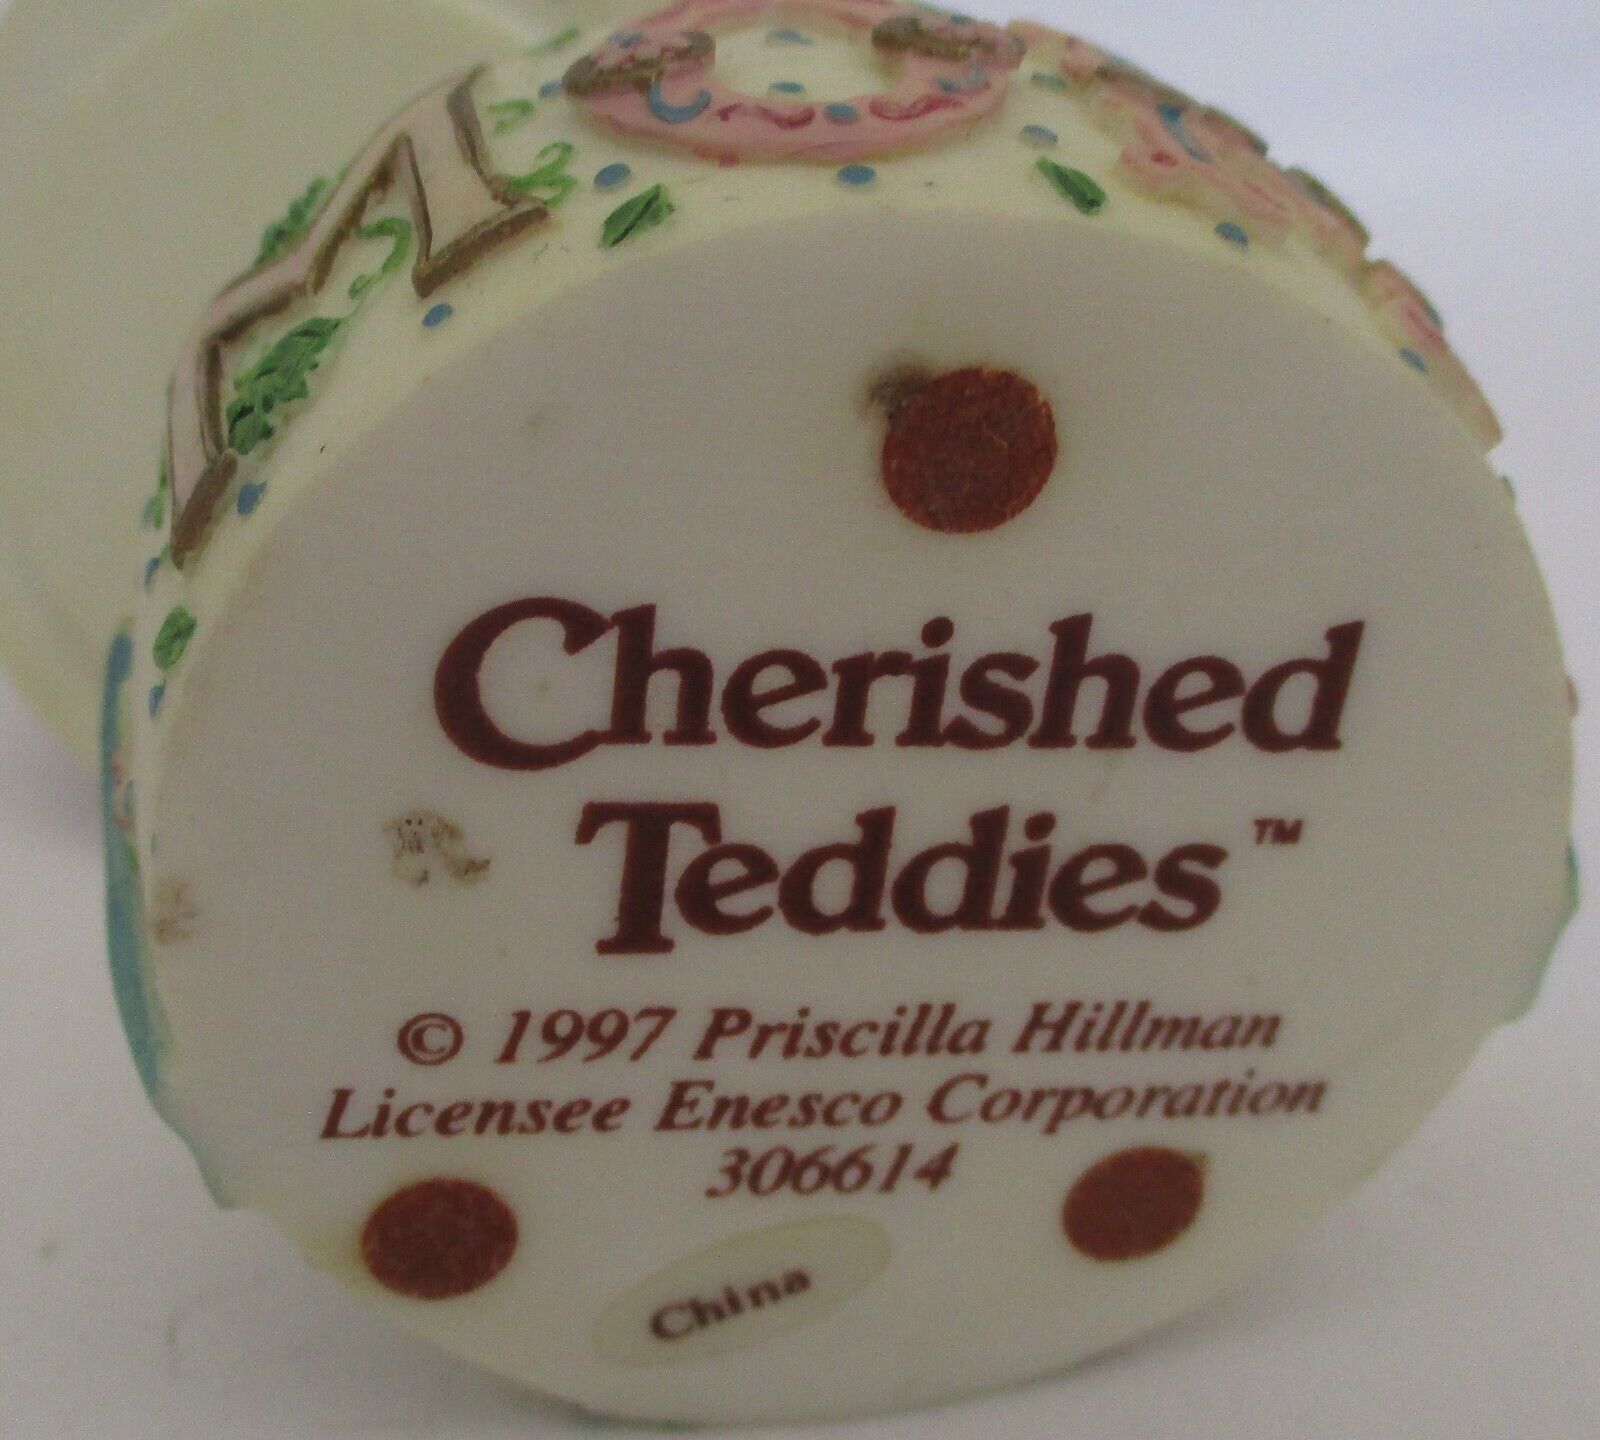 Cherished
Teddies™
© 1997 Priscilla Hillman
Licensee Enesco Corporation
306614
China